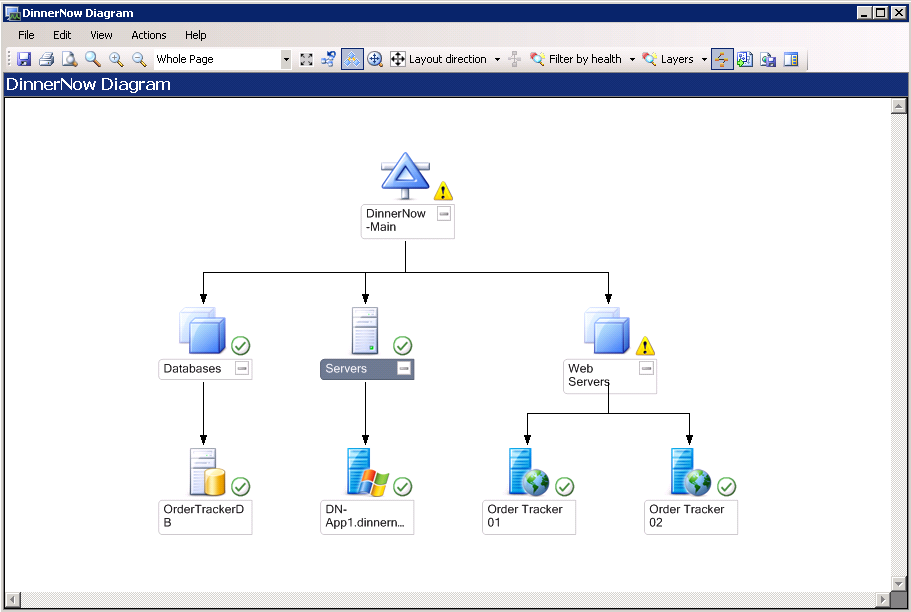 DinnerNow Diagram
File Edit View Actions Help
Whole Page Layout direction Filter by health Layers
DinnerNow Diagram
DinnerNow
-Main
Databases
Servers
Web
Servers
OrderTrackerD
B
DN-
App1.dinnern...
Order Tracker
01
Order Tracker
02